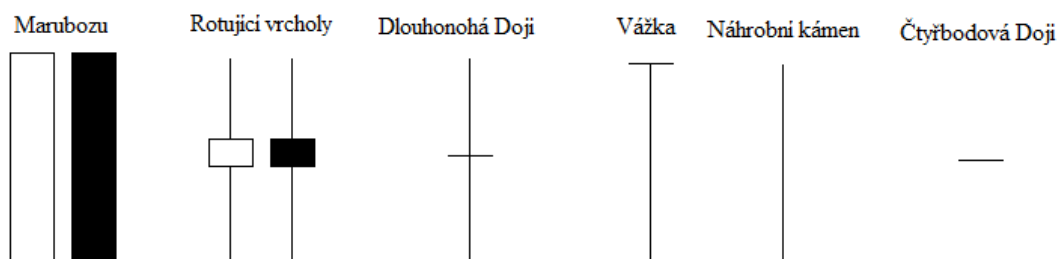 Marubozu
Rotující vrcholy
Dlouhonohá Doji
Vážka
Náhrobní kámen
Čtyřbodová Doji